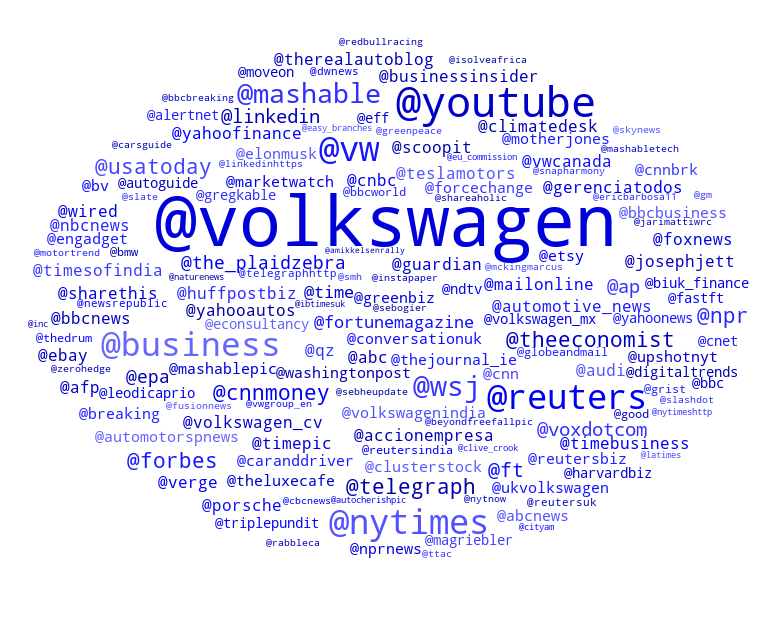 @redbullracing
@therealautoblog @isolveafrica
@moveon @dwnews @businessinsider
@bbcbreaking @mashable @youtube
@alertnet @linkedin @eff @climatedesk
@yahoofinance @easy_branches @greenpeace @skynews
@carsguide @elonmusk @vw @scoopit @motherjones @mashabletech
@usatoday @linkedinhttps @eu_commission @ywcanada @cnnbrk
@bv @autoguide @marketwatch @cnbc @teslamotors @snapharmony
@slate @gregkable @bbcworld @forcechange @gerenciatodos
@wired @shareaholic @ericbarbosa11 @gm
@nbcnews @volkswagen @bbcbusiness
@engadget @jarimattiwrc
@motortrend @bmw @amikkelsenrally @foxnews
@timesofindia @the_plaidzebra @guardian @etsy @josephjett
@naturenews @telegraphhttp @smh @instapaper @mckingmarcus
@sharethis @huffpostbiz @time @greenbiz @ndtv @mailonline @ap @biuk_finance
@newsrepublic @ibtimesuk @sebogier @automotive_news @fastft
@inc @bbcnews @yahooautos @fortunemagazine @volkswagen_mx @yahoonews @npr
@thedrum @business @econsultancy @conversationuk @theeconomist @cnet
@ebay @qz @abc @thejournal_ie @globeandmail @upshotnyt
@zerohedge @epa @mashablepic @washingtonpost @cnn @audi @digitaltrends
@afp @leodicaprio @cnnmoney @sebheupdate @wsj @reuters @grist @bbc
@fusionnews @vwgroup_en @slashdot
@breaking @volkswagen_cv @volkswagenindia @beyondfreefallpic @good @nytimeshttp
@automotorspnews @timepic @accionempresa @voxdotcom @timebusiness
@forbes @caranddriver @reutersindia @clive_crook @reutersbiz @latimes
@verge @theluxecafe @clusterstock @ft @harvardbiz
@porsche @cbcnews @autocherishpic @telegraph @nytnow @ukvolkswagen @reutersuk
@triplepundit @nytimes @abcnews @cityam
@rabbleca @nprnews @magriebler
@ttac